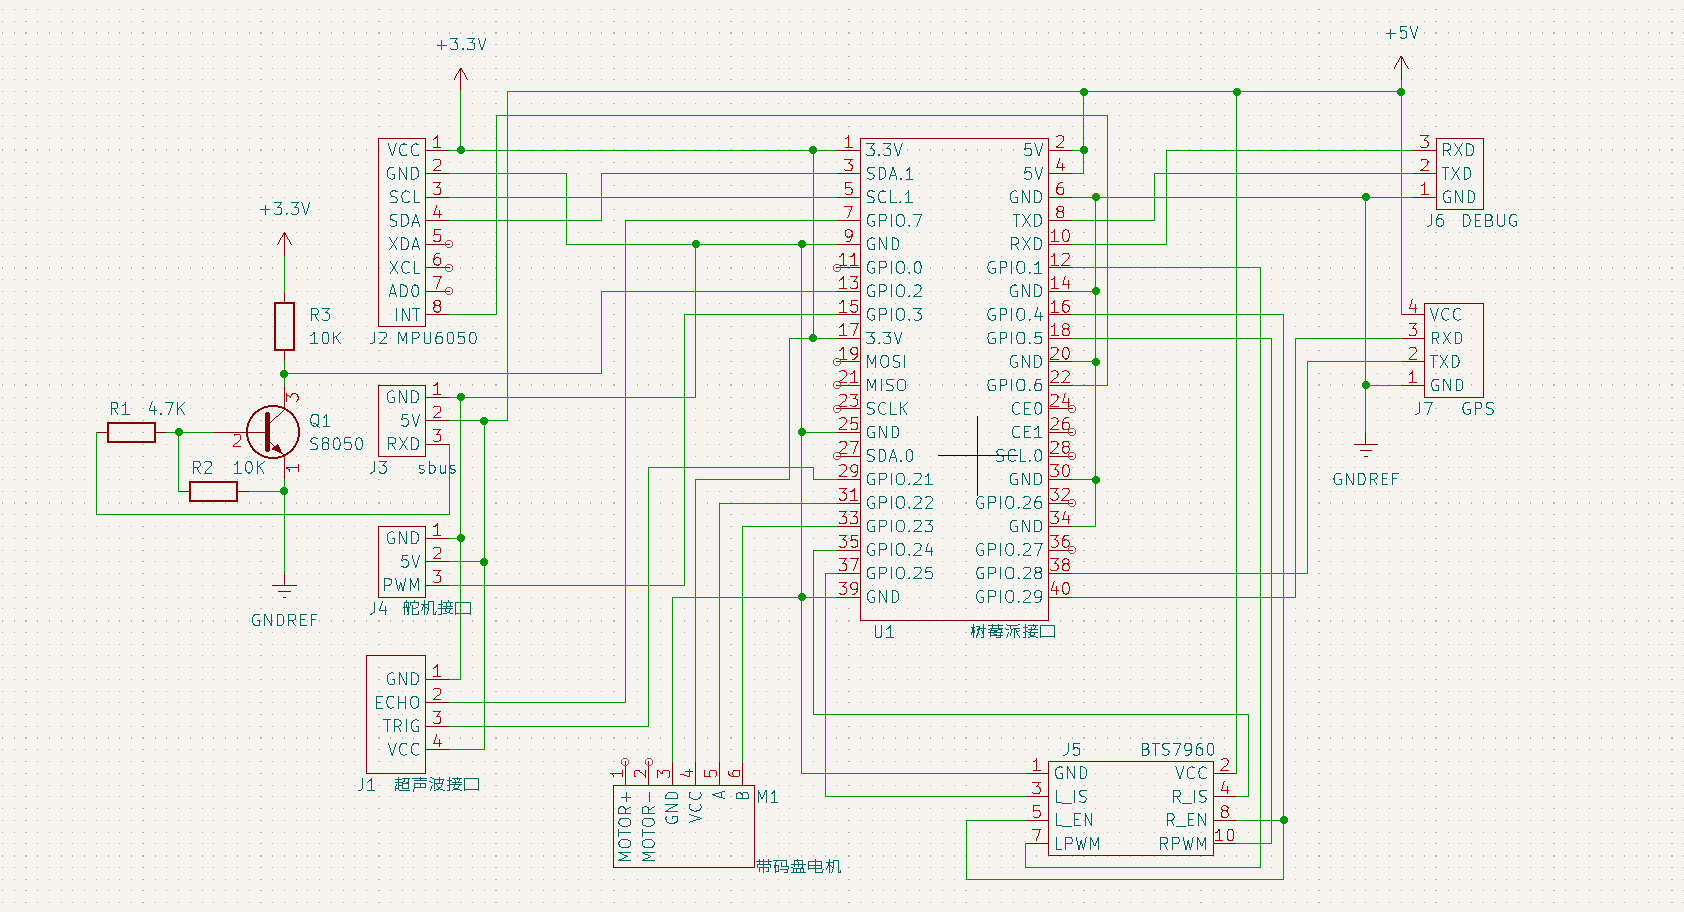 +5V
+3.3V
+3.3V
1 VCC
2 GND
3 SCL
4 SDA
5 XDA
6 XCL
7 AD0
8 INT
J2 MPU6050
R3
10K
R1 4.7K
Q1
S8050
3
2
1
R2 10K
GNDREF
GND 1
5V 2
RXD 3
J3 sbus
GND 1
5V 2
PWM 3
J4 舵机接口
GND 1
ECHO 2
TRIG 3
VCC 4
J1 超声波接口
1 3.3V 5V 2
3 SDA.1 5V 4
5 SCL.1 GND 6
7 GPIO.7 TXD 8
9 GND RXD 10
11 GPIO.0 GPIO.1 12
13 GPIO.2 GND 14
15 GPIO.3 GPIO.4 16
17 3.3V GPIO.5 18
19 MOSI GND 20
21 MISO GPIO.6 22
23 SCLK CE0 24
25 GND CE1 26
27 SDA.0 SCL.0 28
29 GPIO.21 GND 30
31 GPIO.22 GPIO.26 32
33 GPIO.23 GND 34
35 GPIO.24 GPIO.27 36
37 GPIO.25 GPIO.28 38
39 GND GPIO.29 40
U1 树莓派接口
3 RXD
2 TXD
1 GND
J6 DEBUG
4 VCC
3 RXD
2 TXD
1 GND
J7 GPS
GNDREF
1 2 3 4 5 6
MOTOR+ MOTOR- GND VCC A B
M1
带码盘电机
J5 BTS7960
1 GND VCC 2
3 L_IS R_IS 4
5 L_EN R_EN 8
7 LPWM RPWM 10